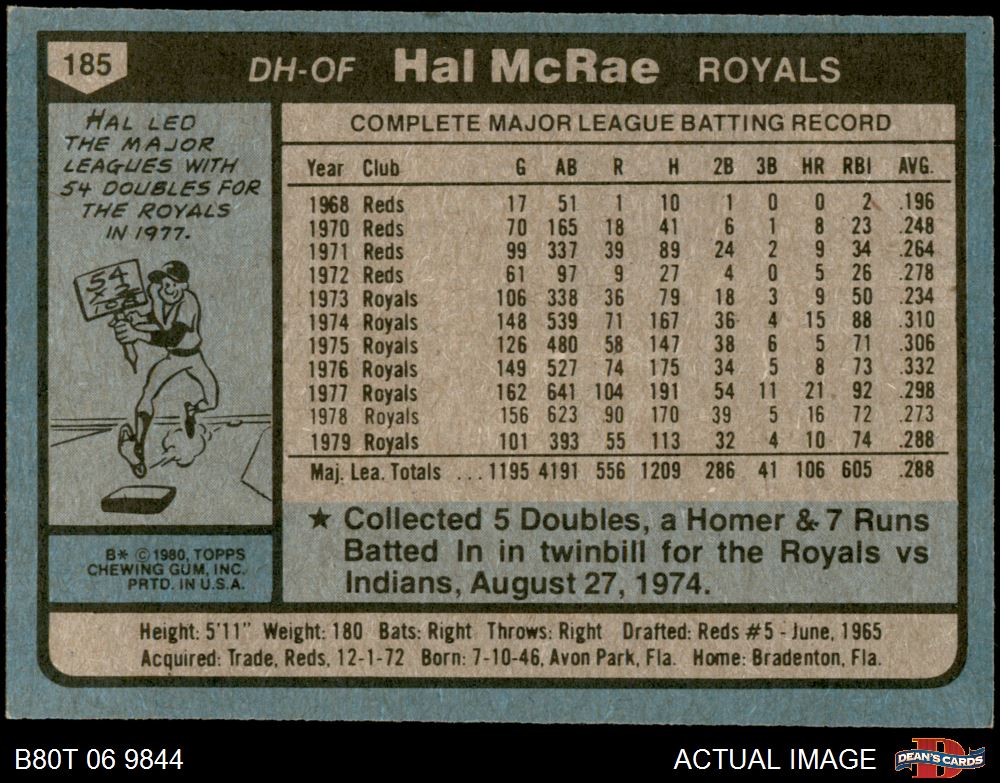 185
DH-OF Hal McRae ROYALS
HAL LED
THE MAJOR
LEAGUES WITH
54 DOUBLES FOR
THE ROYALS
IN 1977.
54
B* © 1980, TOPPS
CHEWING GUM, INC.
PRTD. IN U.S.A.
COMPLETE MAJOR LEAGUE BATTING RECORD
Year Club G AB R H 2B 3B HR RBI AVG.
1968 Reds 17 51 1 10 1 0 0 2 .196
1970 Reds 70 165 18 41 6 1 8 23 .248
1971 Reds 99 337 39 89 24 2 9 34 .264
1972 Reds 61 97 9 27 4 0 5 26 .278
1973 Royals 106 338 36 79 18 3 9 50 .234
1974 Royals 148 539 71 167 36 4 15 88 .310
1975 Royals 126 480 58 147 38 6 5 71 .306
1976 Royals 149 527 74 175 34 5 8 73 .332
1977 Royals 162 641 104 191 54 11 21 92 .298
1978 Royals 156 623 90 170 39 5 16 72 .273
1979 Royals 101 393 55 113 32 4 10 74 .288
Maj. Lea. Totals ... 1195 4191 556 1209 286 41 106 605 .288
★ Collected 5 Doubles, a Homer & 7 Runs
Batted In in twinbill for the Royals vs
Indians, August 27, 1974.
Height: 5'11" Weight: 180 Bats: Right Throws: Right Drafted: Reds #5 - June, 1965
Acquired: Trade, Reds, 12-1-72 Born: 7-10-46, Avon Park, Fla. Home: Bradenton, Fla.
B80T 06 9844
ACTUAL IMAGE
DEAN'S CARDS